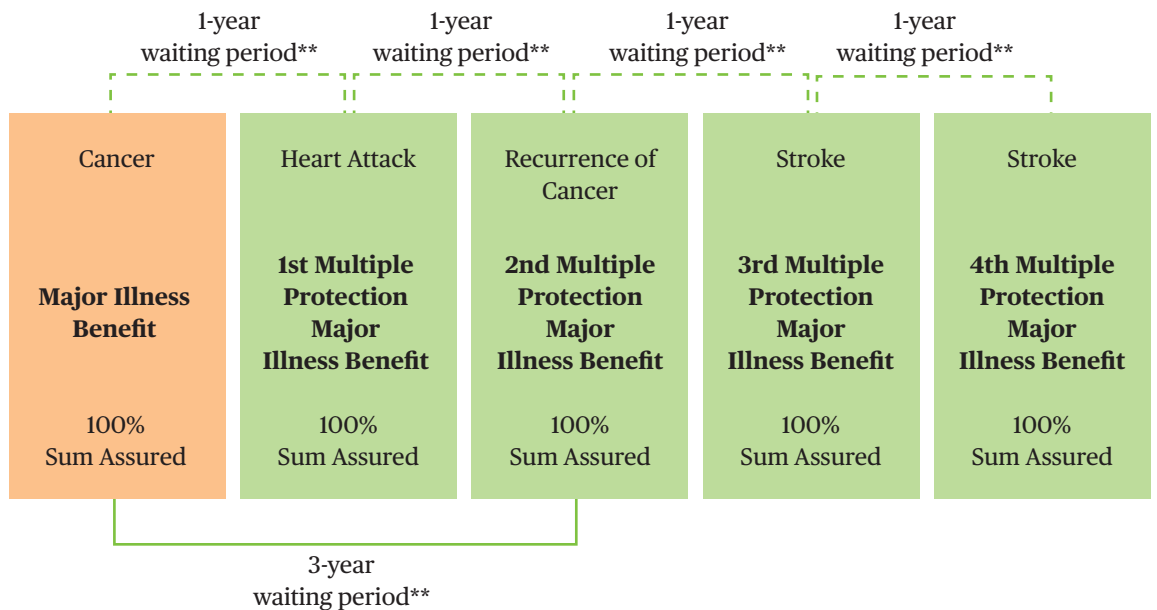 1-year
waiting period**
1-year
waiting period**
1-year
waiting period**
1-year
waiting period**
Cancer
Major Illness
Benefit
100%
Sum Assured
Heart Attack
1st Multiple
Protection
Major
Illness Benefit
100%
Sum Assured
Recurrence of
Cancer
2nd Multiple
Protection
Major
Illness Benefit
100%
Sum Assured
Stroke
3rd Multiple
Protection
Major
Illness Benefit
100%
Sum Assured
Stroke
4th Multiple
Protection
Major
Illness Benefit
100%
Sum Assured
3-year
waiting period**